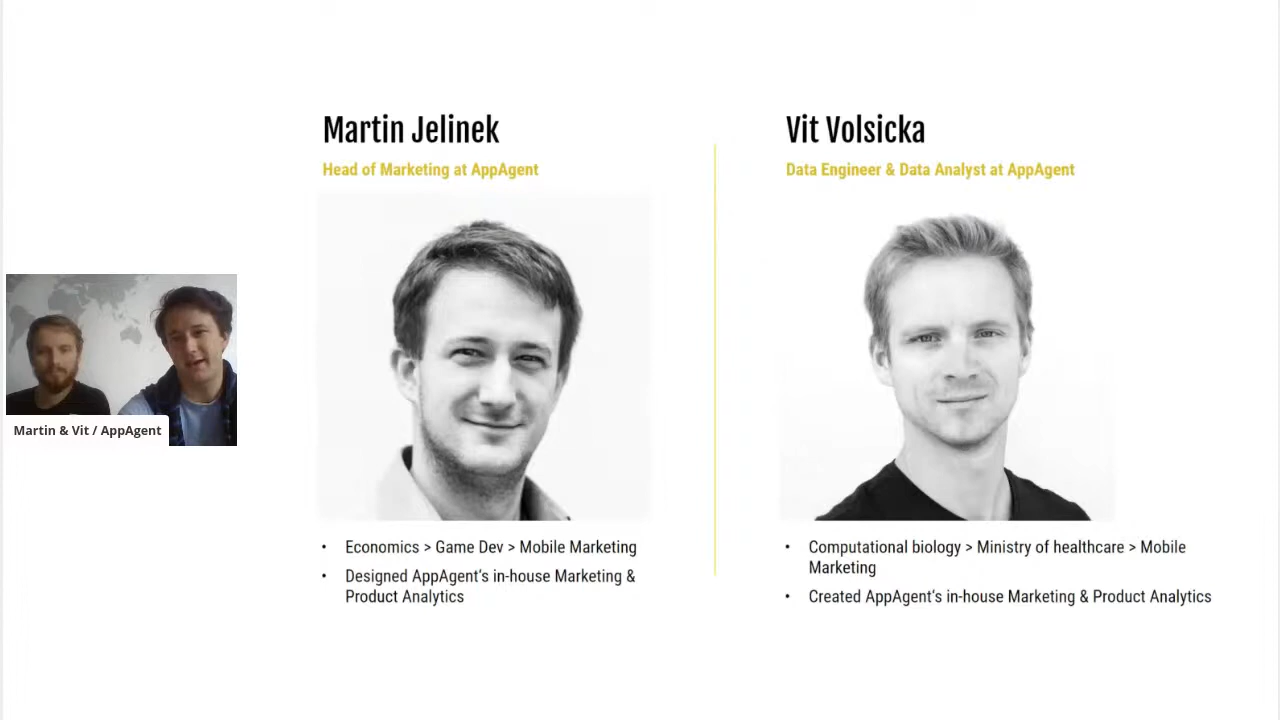 Martin Jelinek
Head of Marketing at AppAgent
• Economics > Game Dev > Mobile Marketing
• Designed AppAgent's in-house Marketing &
Product Analytics
Vit Volsicka
Data Engineer & Data Analyst at AppAgent
• Computational biology > Ministry of healthcare > Mobile
Marketing
• Created AppAgent's in-house Marketing & Product Analytics
Martin & Vit / AppAgent